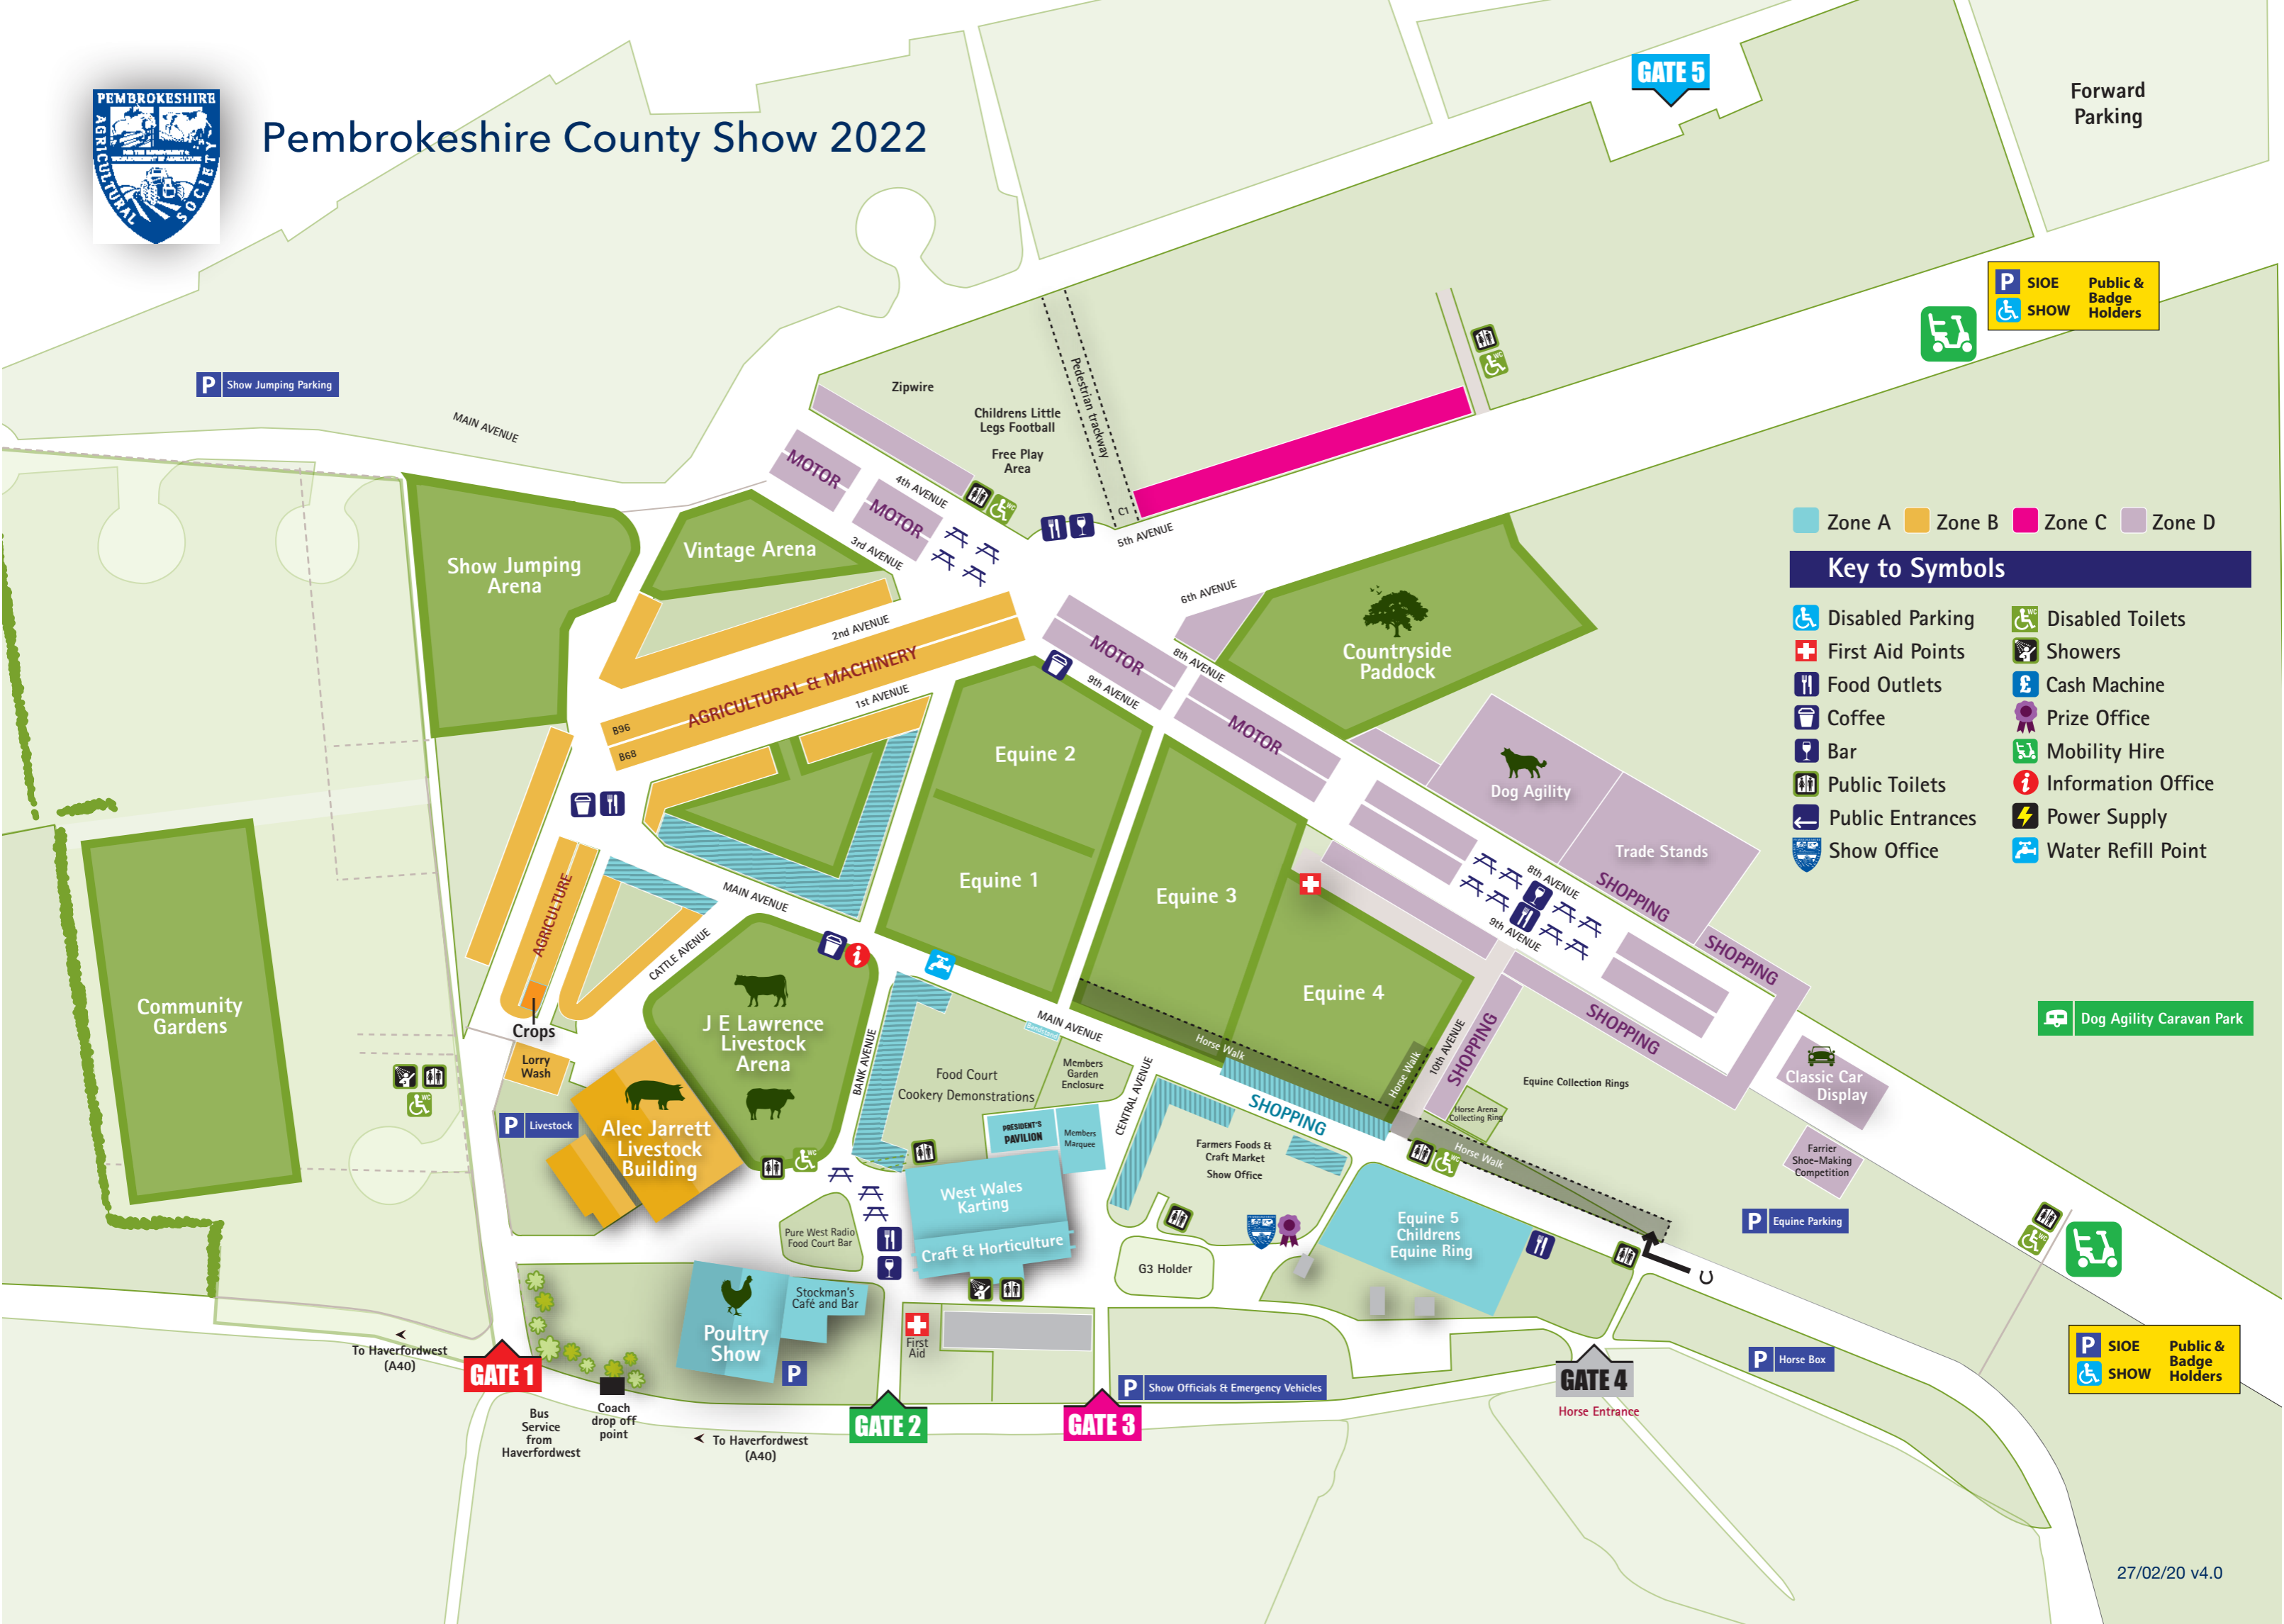 PEMBROKESHIRE
AGRICULTURAL
SOCIETY
Pembrokeshire County Show 2022
GATE 5
Forward
Parking
P SIOE Public &
Badge
SHOW Holders
P Show Jumping Parking
MAIN AVENUE
Zipwire
Childrens Little
Legs Football
Free Play
Area
Pedestrian trackway
MOTOR
MOTOR
4th AVENUE
3rd AVENUE
C1
5th AVENUE
Show Jumping
Arena
Vintage Arena
2nd AVENUE
6th AVENUE
AGRICULTURAL & MACHINERY
B96
B68
1st AVENUE
MOTOR
8th AVENUE
9th AVENUE
MOTOR
Countryside
Paddock
Zone A
Zone B
Zone C
Zone D
Key to Symbols
Disabled Parking
First Aid Points
Food Outlets
Coffee
Bar
Public Toilets
Public Entrances
Show Office
WC Disabled Toilets
Showers
£ Cash Machine
Prize Office
Mobility Hire
i Information Office
Power Supply
Water Refill Point
Equine 2
Equine 1
Equine 3
Equine 4
Dog Agility
Trade Stands
SHOPPING
8th AVENUE
9th AVENUE
SHOPPING
SHOPPING
MAIN AVENUE
AGRICULTURE
CATTLE AVENUE
Crops
Lorry
Wash
Community
Gardens
J E Lawrence
Livestock
Arena
BANK AVENUE
Food Court
Cookery Demonstrations
MAIN AVENUE
Members
Garden
Enclosure
CENTRAL AVENUE
Horse Walk
Horse Walk
10th AVENUE
SHOPPING
Equine Collection Rings
Horse Arena
Collecting Ring
Horse Walk
Classic Car
Display
Farrier
Shoe-Making
Competition
Dog Agility Caravan Park
P Livestock
Alec Jarrett
Livestock
Building
PRESIDENT'S
PAVILION
Members
Marquee
SHOPPING
Farmers Foods &
Craft Market
Show Office
West Wales
Karting
Craft & Horticulture
Pure West Radio
Food Court Bar
G3 Holder
Equine 5
Childrens
Equine Ring
P Equine Parking
Stockman's
Café and Bar
Poultry
Show
P
First
Aid
To Haverfordwest
(A40)
GATE 1
Bus
Service
from
Haverfordwest
Coach
drop off
point
To Haverfordwest
(A40)
GATE 2
GATE 3
P Show Officials & Emergency Vehicles
GATE 4
Horse Entrance
P Horse Box
P SIOE Public &
Badge
SHOW Holders
27/02/20 v4.0